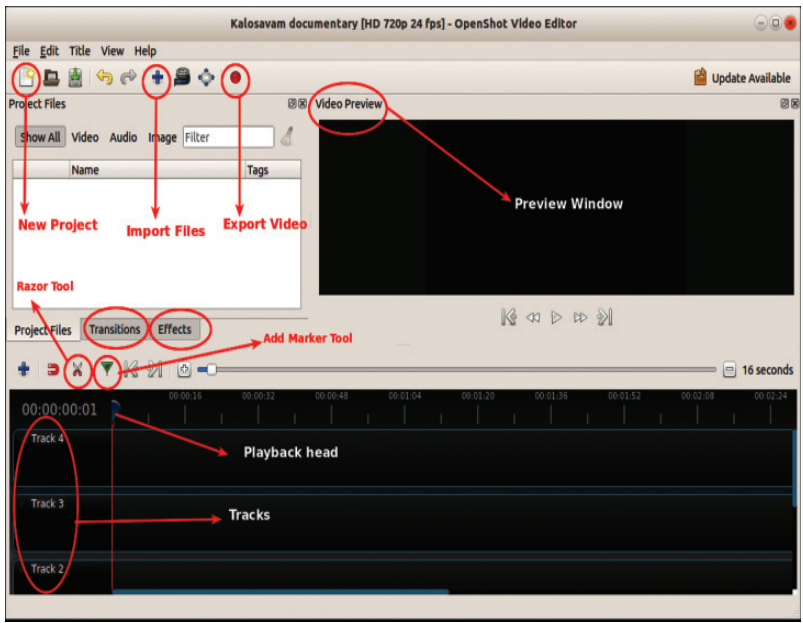 Kalosavam documentary [HD 720p 24 fps] - OpenShot Video Editor
File Edit Title View Help
Update Available
Project Files
Video Preview
Show All Video Audio Image Filter
Name Tags
Preview Window
New Project
Import Files
Export Video
Razor Tool
Project Files Transitions Effects
Add Marker Tool
16 seconds
00:00:00:01
00:00:16 00:00:32 00:00:48 00:01:04 00:01:20 00:01:36 00:01:52 00:02:08 00:02:24
Track 4
Playback head
Track 3
Tracks
Track 2